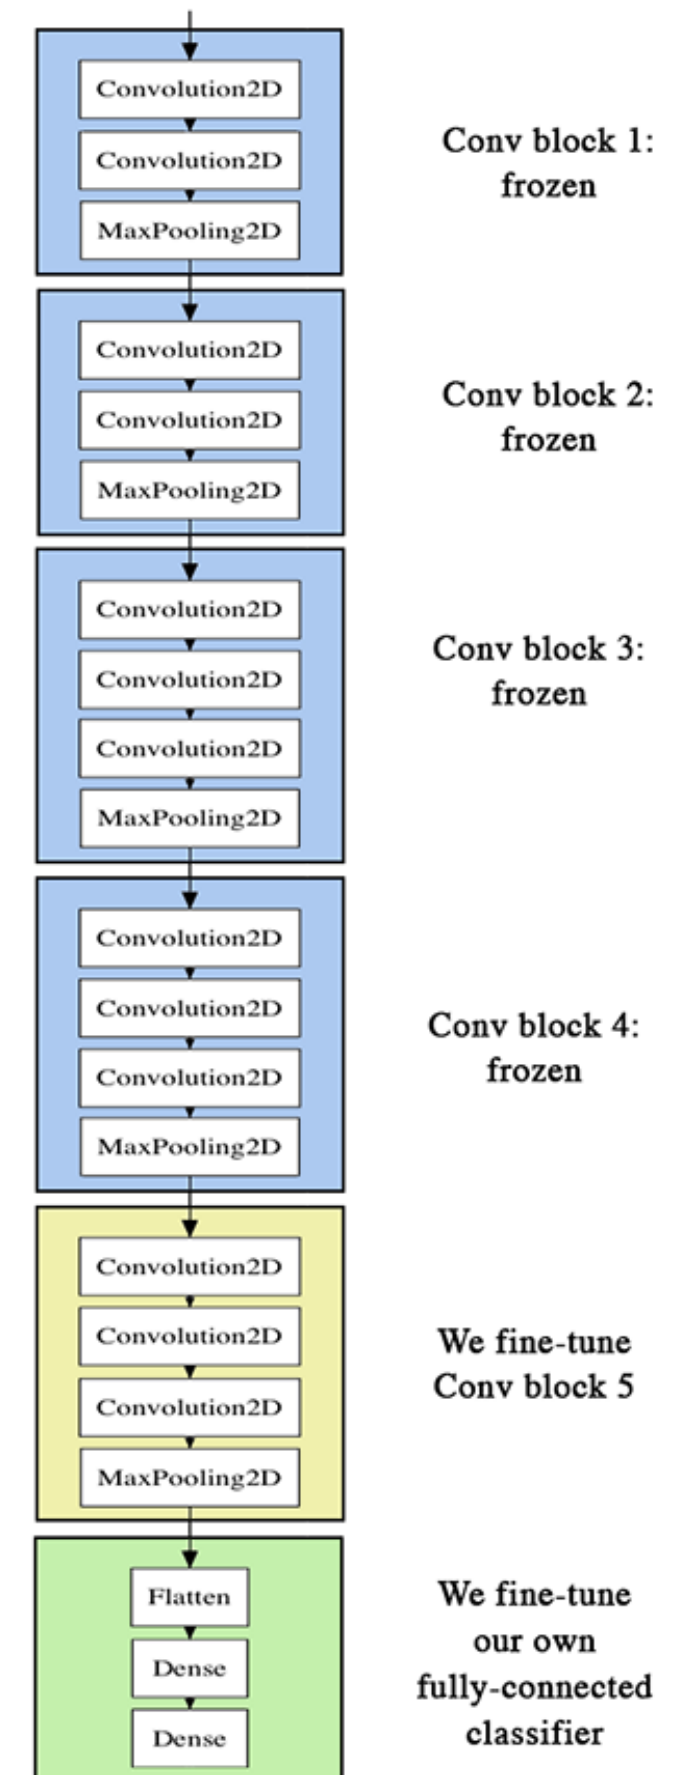 Convolution2D
Convolution2D
MaxPooling2D
Conv block 1:
frozen
Convolution2D
Convolution2D
MaxPooling2D
Conv block 2:
frozen
Convolution2D
Convolution2D
Convolution2D
MaxPooling2D
Conv block 3:
frozen
Convolution2D
Convolution2D
Convolution2D
MaxPooling2D
Conv block 4:
frozen
Convolution2D
Convolution2D
Convolution2D
MaxPooling2D
We fine-tune
Conv block 5
Flatten
Dense
Dense
We fine-tune
our own
fully-connected
classifier